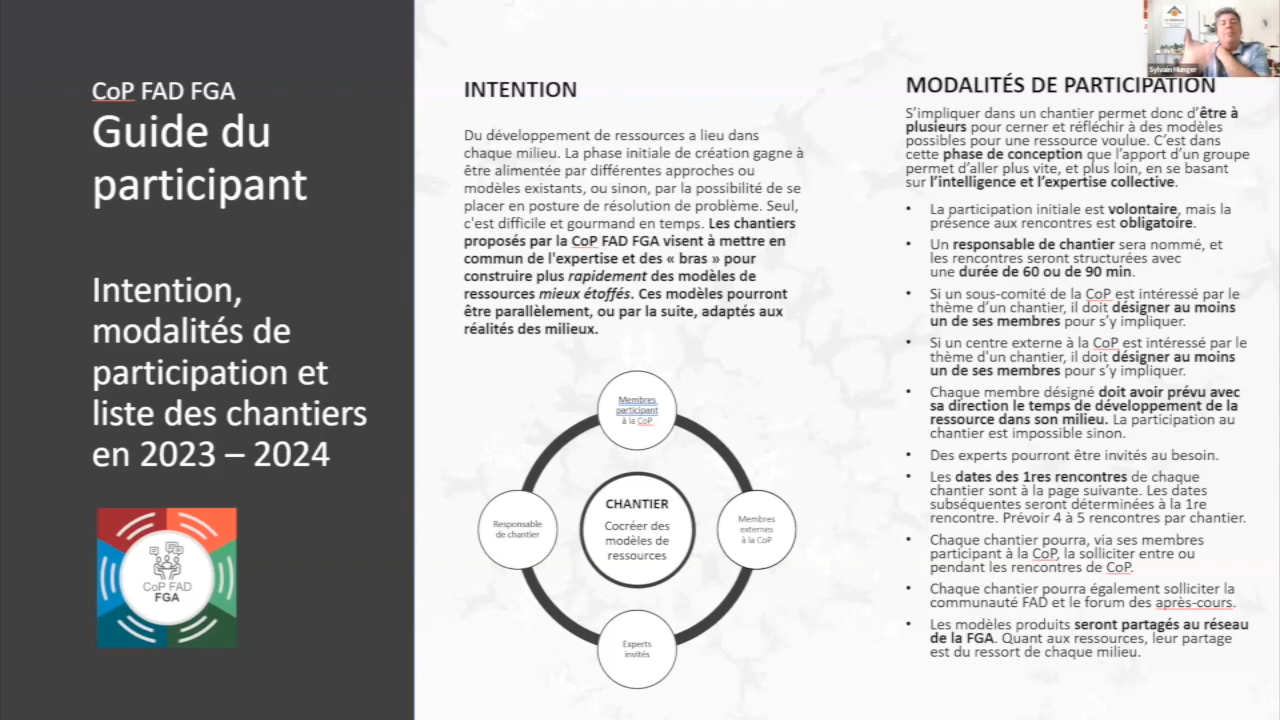 CoP FAD FGA
Guide du
participant
Intention,
modalités de
participation et
liste des chantiers
en 2023 – 2024
CoP FAD
FGA
INTENTION
Du développement de ressources a lieu dans
chaque milieu. La phase initiale de création gagne à
être alimentée par différentes approches ou
modèles existants, ou sinon, par la possibilité de se
placer en posture de résolution de problème. Seul,
c'est difficile et gourmand en temps. Les chantiers
proposés par la CoP FAD FGA visent à mettre en
commun de l'expertise et des « bras » pour
construire plus rapidement des modèles de
ressources mieux étoffés. Ces modèles pourront
être parallèlement, ou par la suite, adaptés aux
réalités des milieux.
Membres
participant
à la CoP
Responsable
de chantier
CHANTIER
Cocréer des
modèles de
ressources
Membres
externes
à la CoP
Experts
invités
Sylvain Hunger
MODALITÉS DE PARTICIPATION
S'impliquer dans un chantier permet donc d'être à
plusieurs pour cerner et réfléchir à des modèles
possibles pour une ressource voulue. C'est dans
cette phase de conception que l'apport d'un groupe
permet d'aller plus vite, et plus loin, en se basant
sur l'intelligence et l'expertise collective.
• La participation initiale est volontaire, mais la
présence aux rencontres est obligatoire.
• Un responsable de chantier sera nommé, et
les rencontres seront structurées avec
une durée de 60 ou de 90 min.
• Si un sous-comité de la CoP est intéressé par le
thème d'un chantier, il doit désigner au moins
un de ses membres pour s'y impliquer.
• Si un centre externe à la CoP est intéressé par le
thème d'un chantier, il doit désigner au moins
un de ses membres pour s'y impliquer.
• Chaque membre désigné doit avoir prévu avec
sa direction le temps de développement de la
ressource dans son milieu. La participation au
chantier est impossible sinon.
• Des experts pourront être invités au besoin.
• Les dates des 1res rencontres de chaque
chantier sont à la page suivante. Les dates
subséquentes seront déterminées à la 1re
rencontre. Prévoir 4 à 5 rencontres par chantier.
• Chaque chantier pourra, via ses membres
participant à la CoP, la solliciter entre ou
pendant les rencontres de CoP.
• Chaque chantier pourra également solliciter la
communauté FAD et le forum des après-cours.
• Les modèles produits seront partagés au réseau
de la FGA. Quant aux ressources, leur partage
est du ressort de chaque milieu.